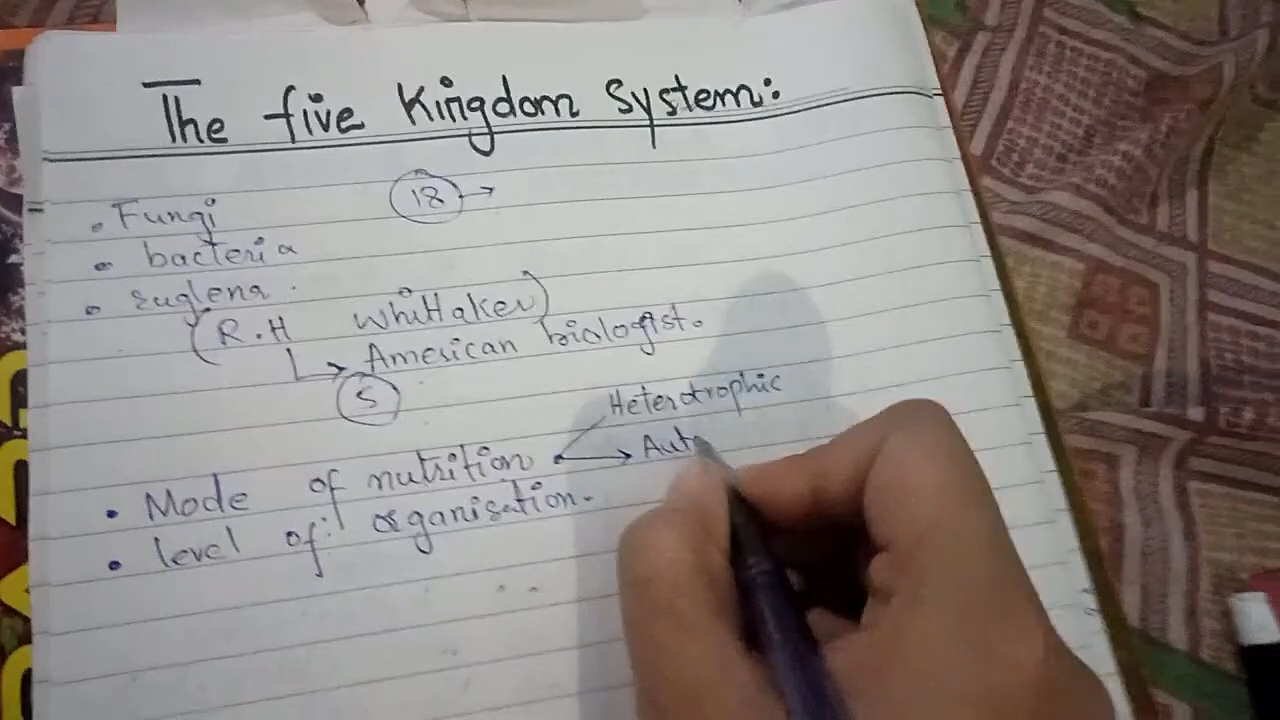 The five Kingdom System:
18 →
• Fungi
• bacteria
• euglena.
(R.H Whittaker)
→ American biologist.
5
Heterotrophic
• Mode of nutrition → Aut
• level of organisation.